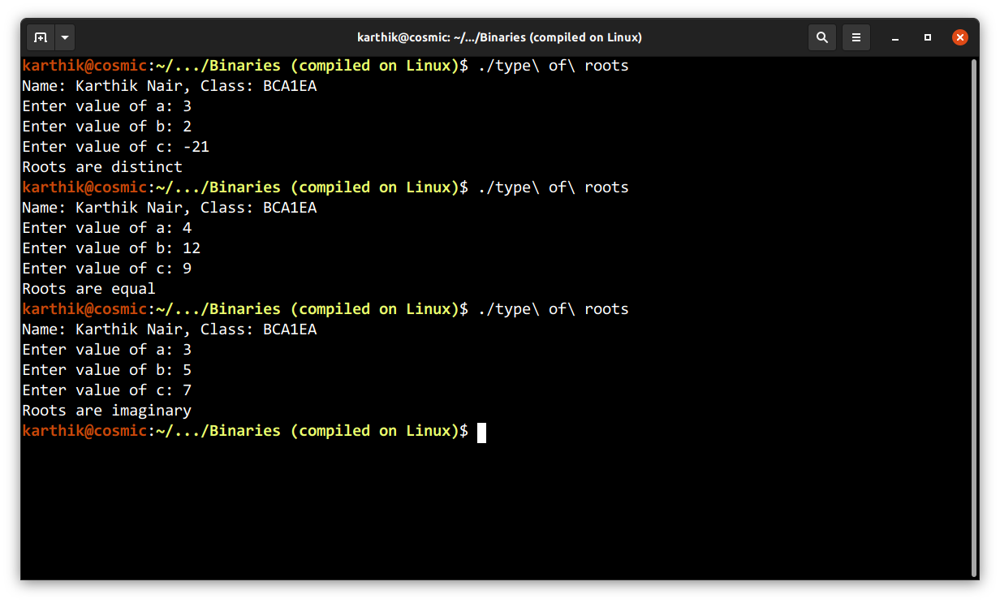 karthik@cosmic: ~/.../Binaries (compiled on Linux)
karthik@cosmic:~/.../Binaries (compiled on Linux)$ ./type\ of\ roots
Name: Karthik Nair, Class: BCA1EA
Enter value of a: 3
Enter value of b: 2
Enter value of c: -21
Roots are distinct
karthik@cosmic:~/.../Binaries (compiled on Linux)$ ./type\ of\ roots
Name: Karthik Nair, Class: BCA1EA
Enter value of a: 4
Enter value of b: 12
Enter value of c: 9
Roots are equal
karthik@cosmic:~/.../Binaries (compiled on Linux)$ ./type\ of\ roots
Name: Karthik Nair, Class: BCA1EA
Enter value of a: 3
Enter value of b: 5
Enter value of c: 7
Roots are imaginary
karthik@cosmic:~/.../Binaries (compiled on Linux)$